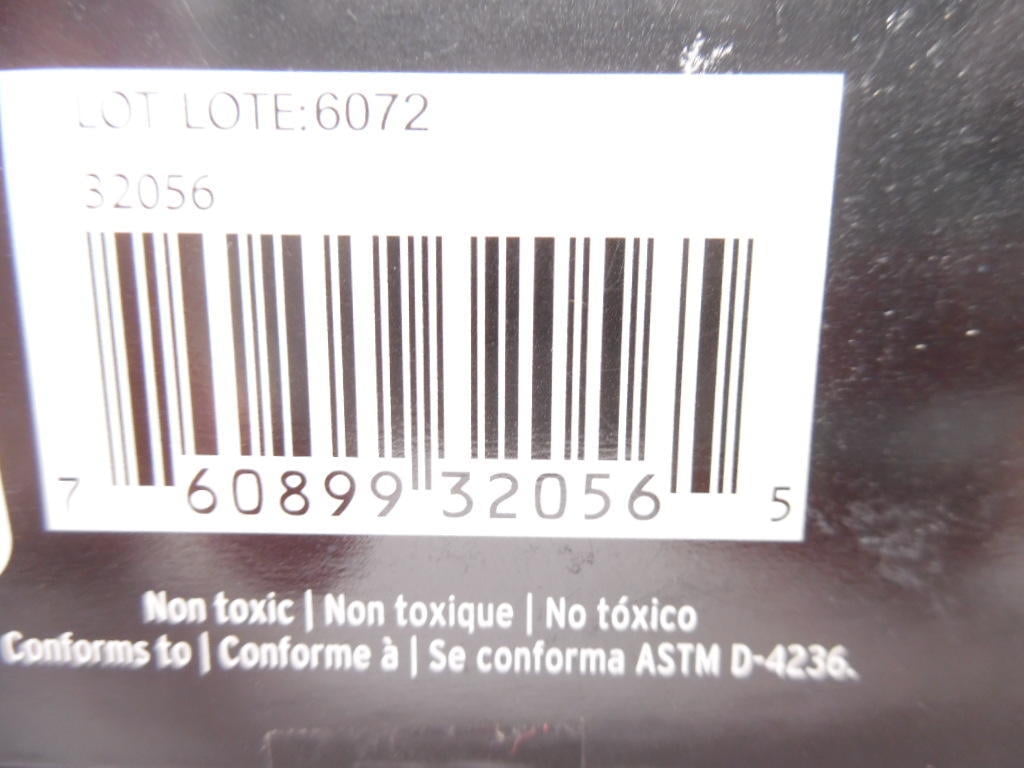 LOT LOTE:6072
32056
7 60899 32056 5
Non toxic | Non toxique | No tóxico
Conforms to | Conforme à | Se conforma ASTM D-4236.